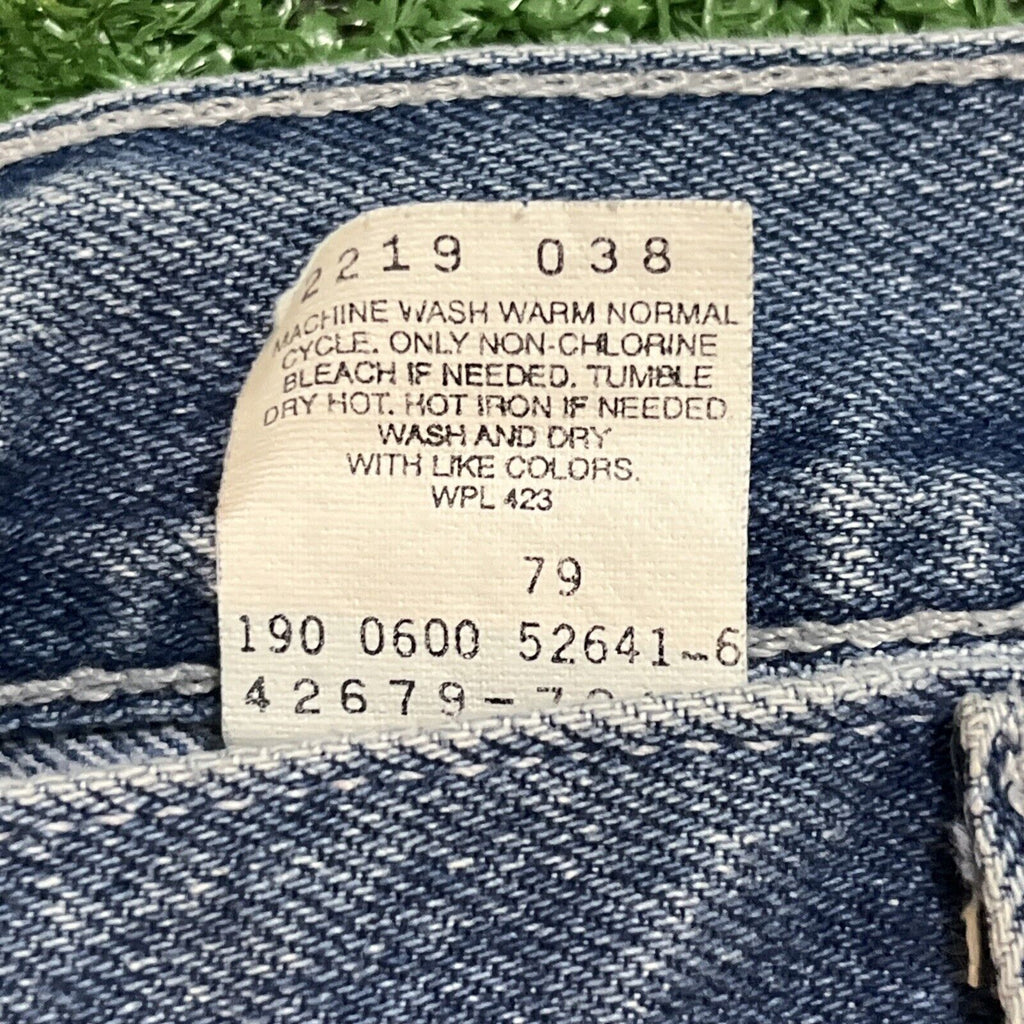 2219 038
MACHINE WASH WARM NORMAL
CYCLE. ONLY NON-CHLORINE
BLEACH IF NEEDED. TUMBLE
DRY HOT. HOT IRON IF NEEDED
WASH AND DRY
WITH LIKE COLORS.
WPL 423
79
190 0600 52641-6
42679-